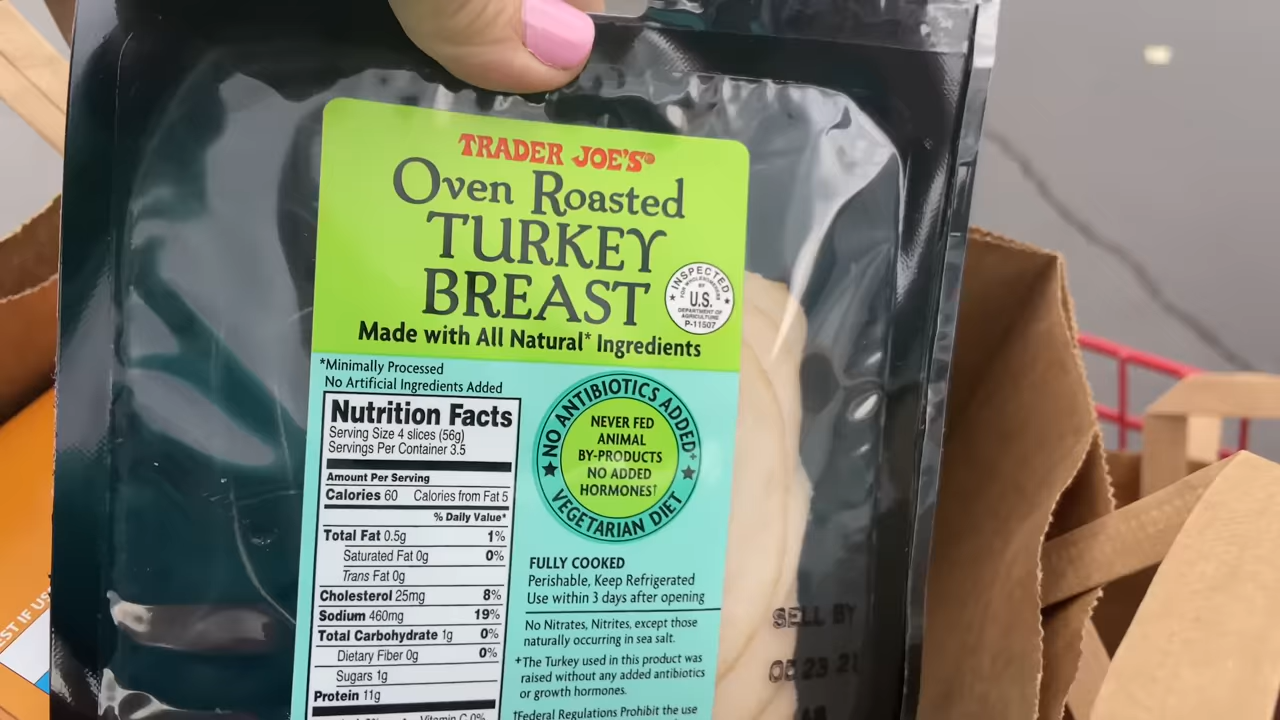 TRADER JOE'S®
Oven Roasted
TURKEY
BREAST
Made with All Natural* Ingredients
INSPECTED
FOR WHOLESOMENESS
BY
U.S.
DEPARTMENT OF
AGRICULTURE
P-11507
*Minimally Processed
No Artificial Ingredients Added
Nutrition Facts
Serving Size 4 slices (56g)
Servings Per Container 3.5
Amount Per Serving
Calories 60 Calories from Fat 5
% Daily Value*
Total Fat 0.5g 1%
Saturated Fat 0g 0%
Trans Fat 0g
Cholesterol 25mg 8%
Sodium 460mg 19%
Total Carbohydrate 1g 0%
Dietary Fiber 0g 0%
Sugars 1g
Protein 11g
Vitamin C 0%
NO ANTIBIOTICS ADDED+
NEVER FED
ANIMAL
BY-PRODUCTS
NO ADDED
HORMONES†
VEGETARIAN DIET
FULLY COOKED
Perishable, Keep Refrigerated
Use within 3 days after opening
No Nitrates, Nitrites, except those
naturally occurring in sea salt.
+The Turkey used in this product was
raised without any added antibiotics
or growth hormones.
†Federal Regulations Prohibit the use
SELL BY
EST IF US